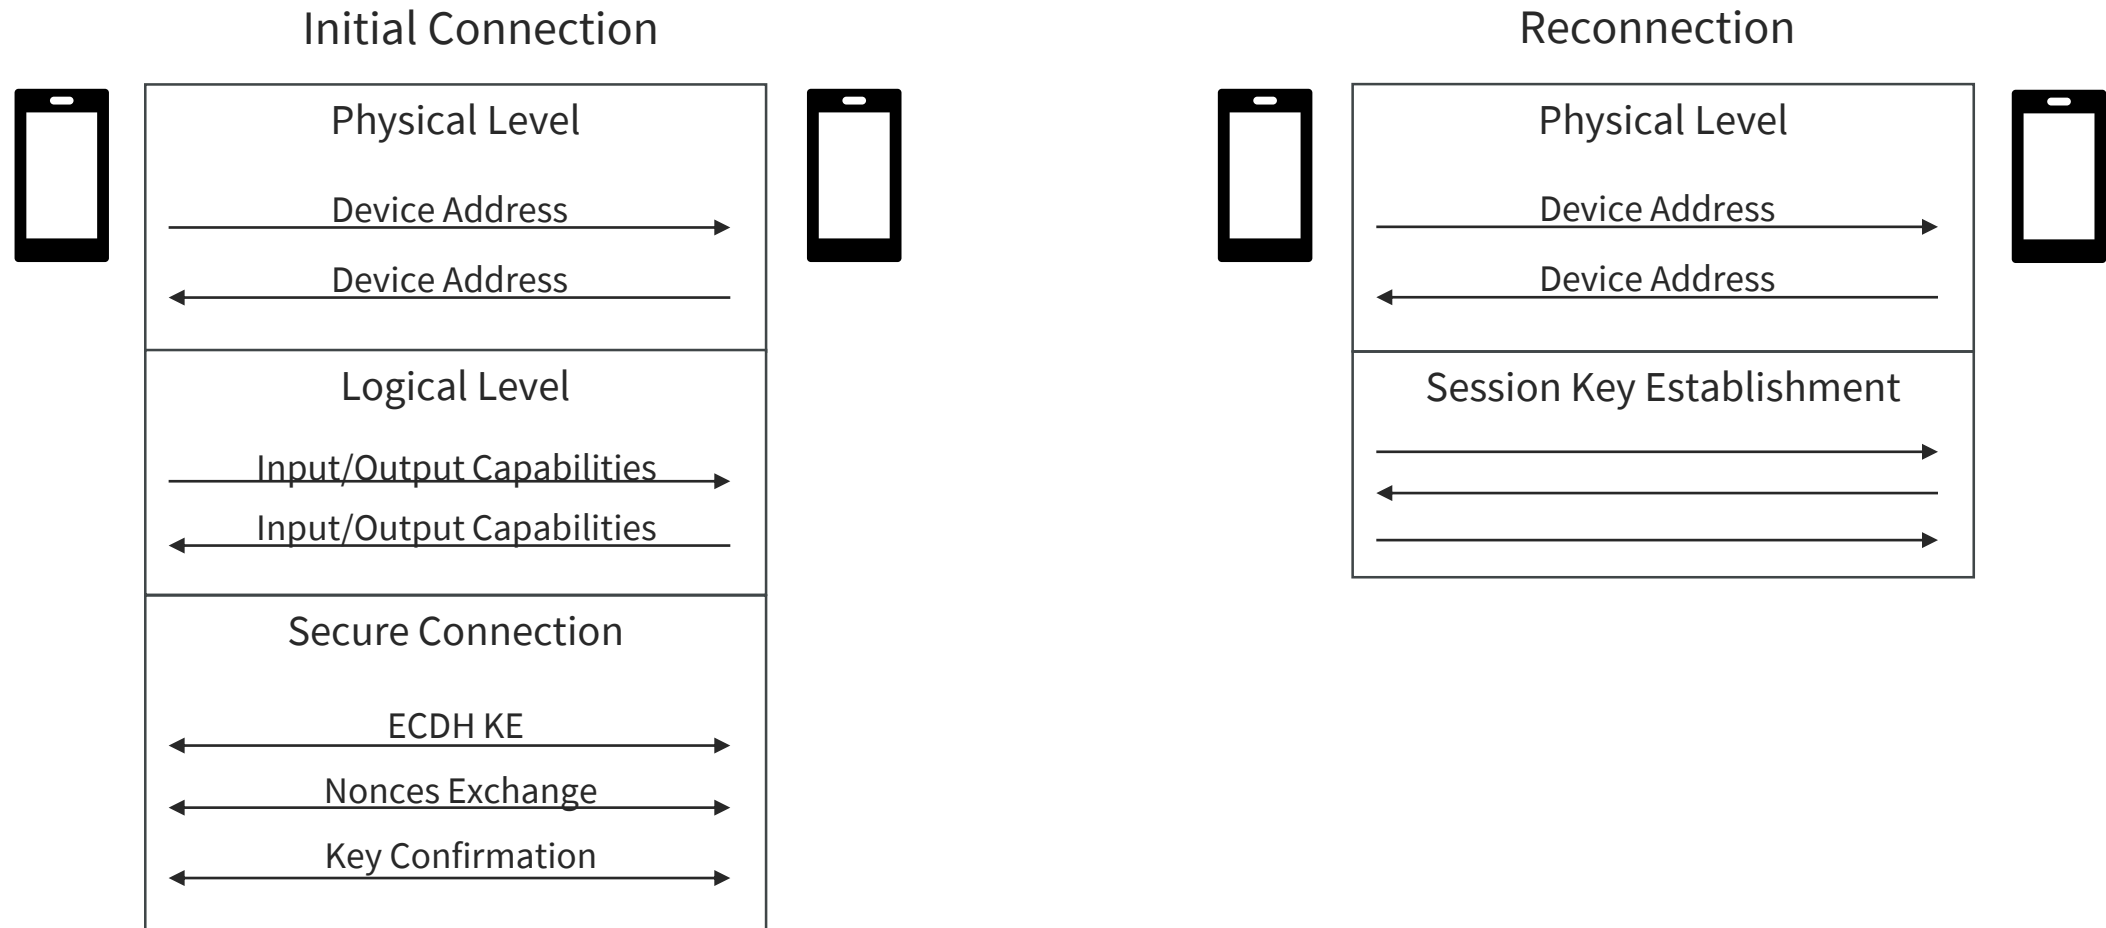 Initial Connection
Physical Level
Device Address
Device Address
Logical Level
Input/Output Capabilities
Input/Output Capabilities
Secure Connection
ECDH KE
Nonces Exchange
Key Confirmation
Reconnection
Physical Level
Device Address
Device Address
Session Key Establishment